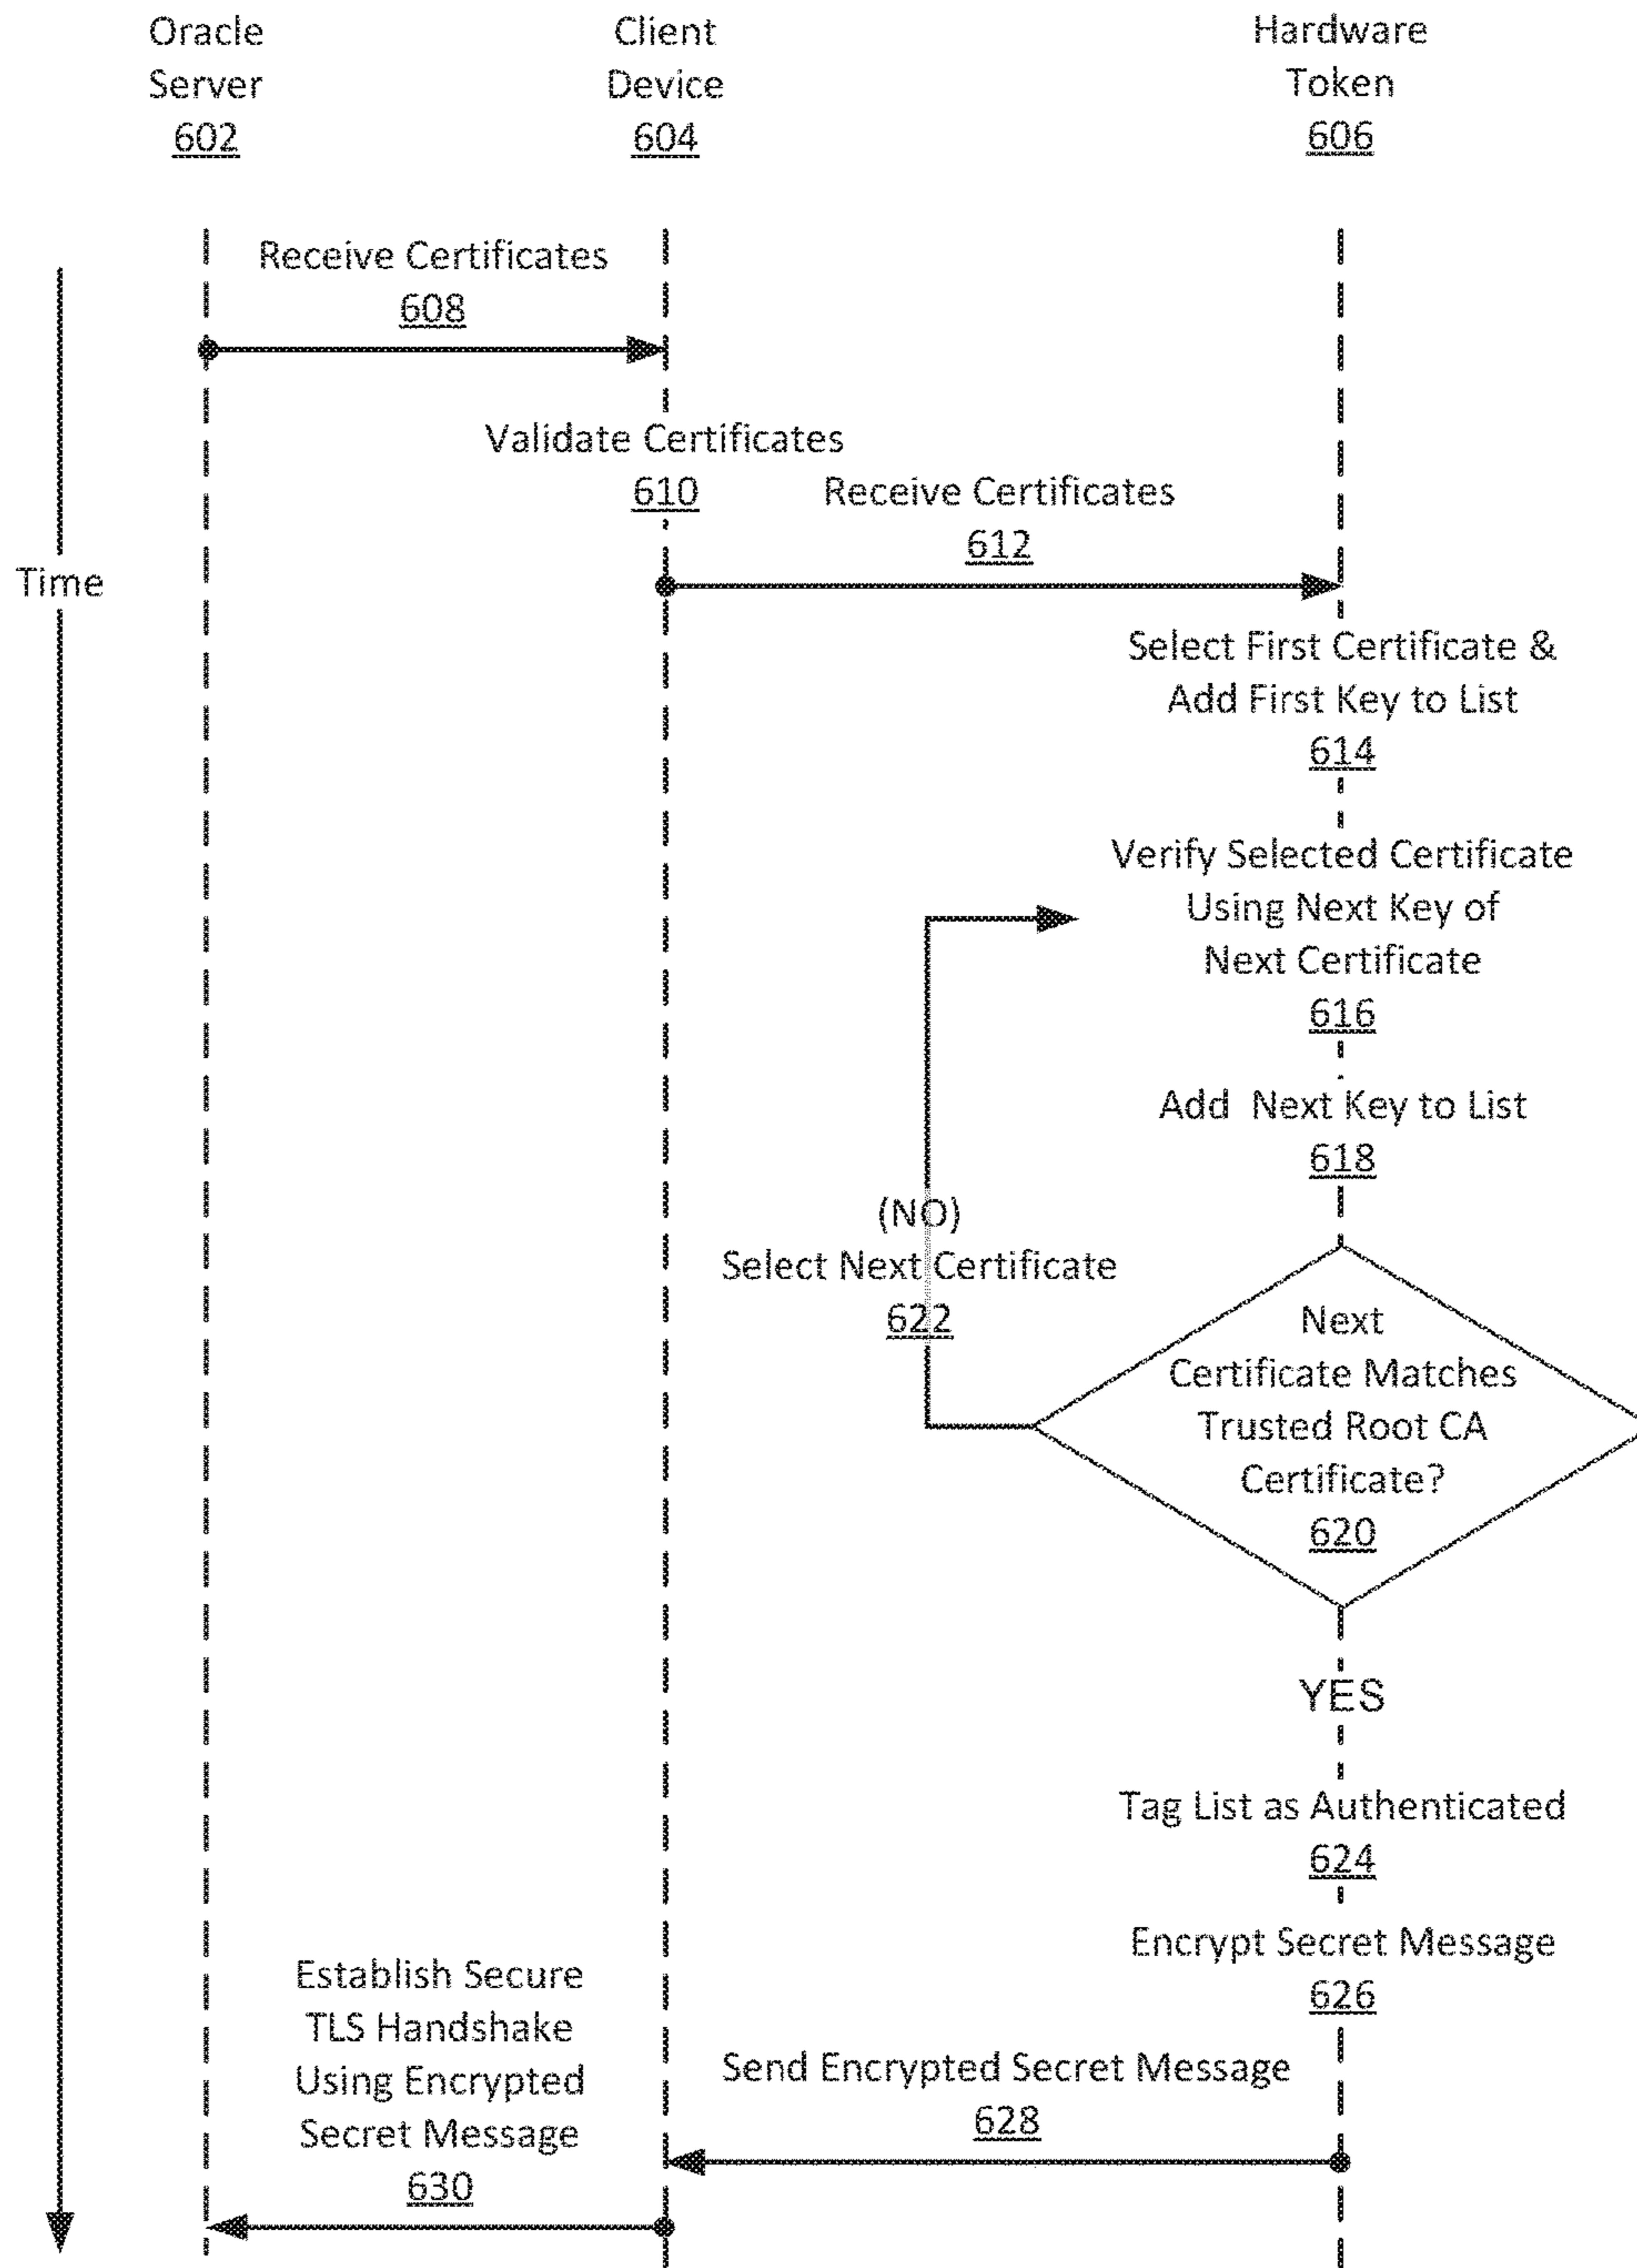 Oracle
Server
602
Client
Device
604
Hardware
Token
606
Receive Certificates
608
Validate Certificates
610
Receive Certificates
612
Time
Select First Certificate &
Add First Key to List
614
Verify Selected Certificate
Using Next Key of
Next Certificate
616
Add Next Key to List
618
(NO)
Select Next Certificate
622
Next
Certificate Matches
Trusted Root CA
Certificate?
620
YES
Tag List as Authenticated
624
Encrypt Secret Message
626
Establish Secure
TLS Handshake
Using Encrypted
Secret Message
630
Send Encrypted Secret Message
628